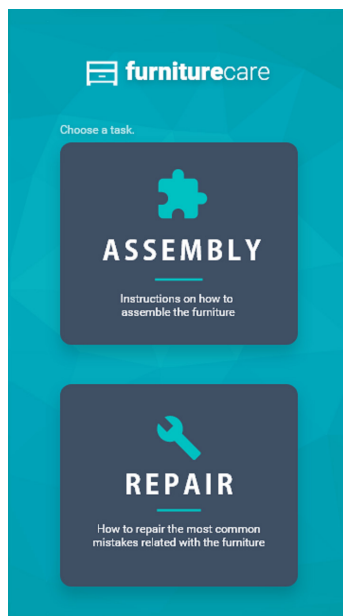 furniturecare
Choose a task.
ASSEMBLY
Instructions on how to
assemble the furniture
REPAIR
How to repair the most common
mistakes related with the furniture